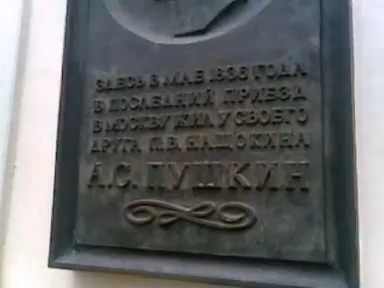 ЗДЕСЬ В МАЕ 1836 ГОДА
В ПОСЛЕДНИЙ ПРИЕЗД
В МОСКВУ ЖИЛ У СВОЕГО
ДРУГА П.В. НАЩОКИНА
А.С. ПУШКИН